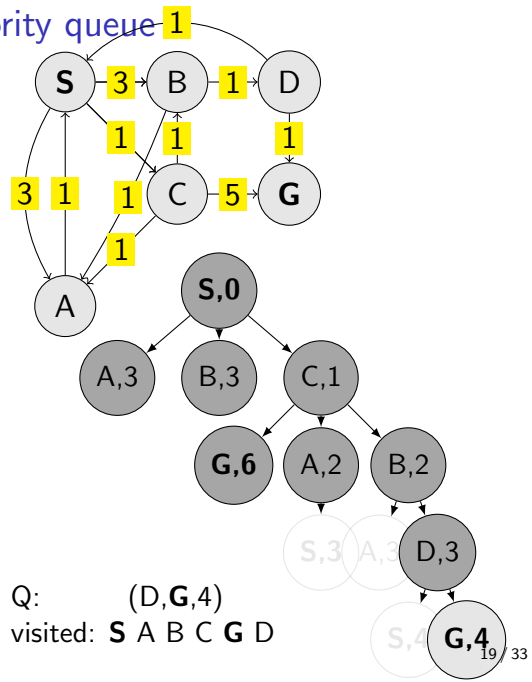 ority queue
1
S 3 B 1 D
1 1 1
3 1 1 C 5 G
1
A
S,0
A,3 B,3 C,1
G,6 A,2 B,2
S,3 A,3 D,3
Q: (D,G,4)
visited: S A B C G D
S,4 G,4
19 / 33